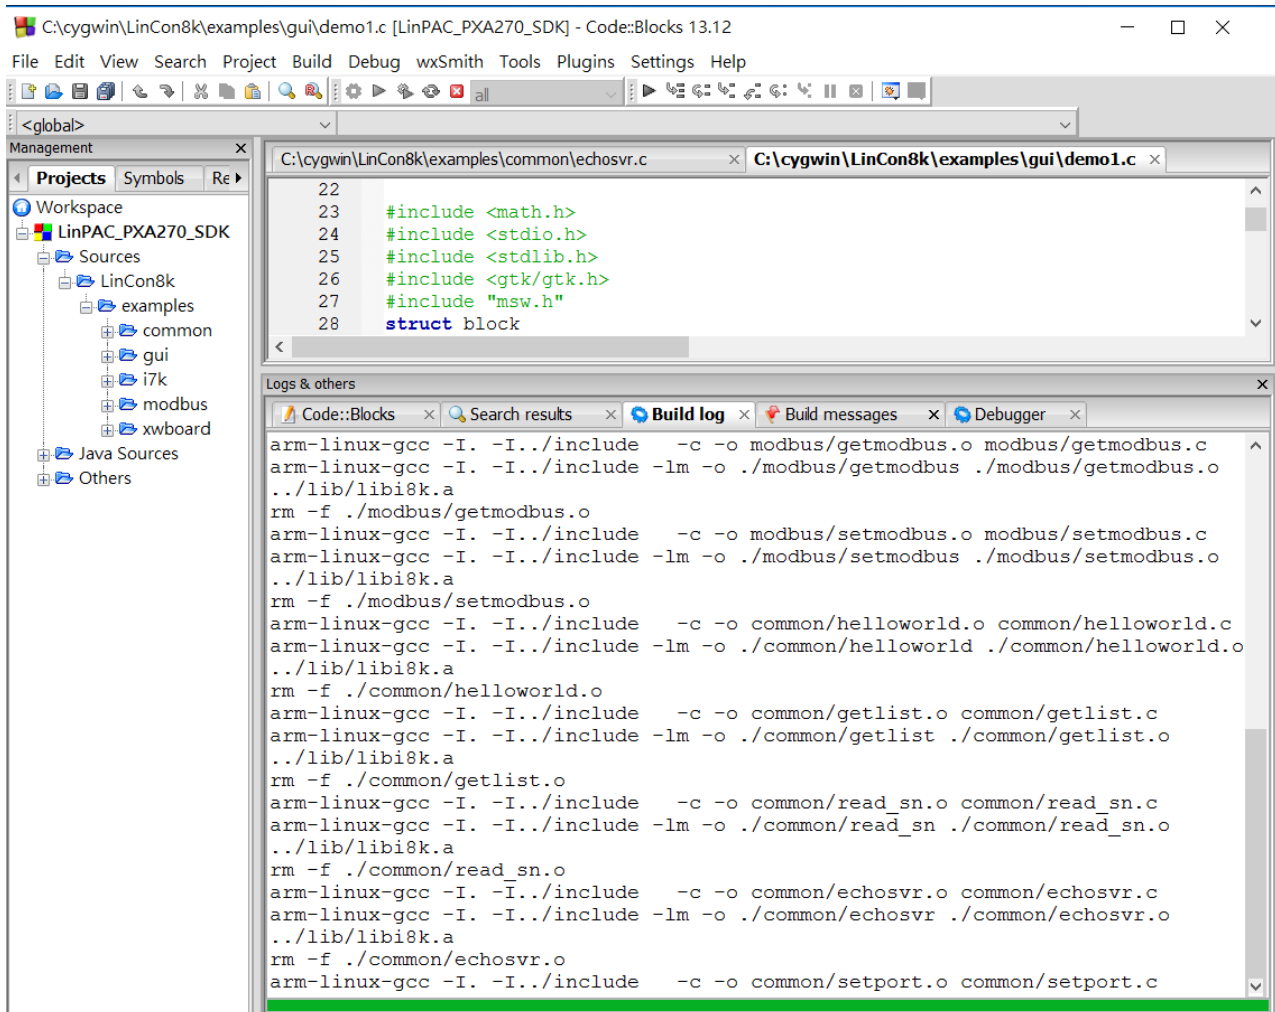 C:\cygwin\LinCon8k\examples\gui\demo1.c [LinPAC_PXA270_SDK] - Code::Blocks 13.12
File Edit View Search Project Build Debug wxSmith Tools Plugins Settings Help
all
<global>
Management
Projects Symbols Re
Workspace
LinPAC_PXA270_SDK
Sources
LinCon8k
examples
common
gui
i7k
modbus
xwboard
Java Sources
Others
C:\cygwin\LinCon8k\examples\common\echosvr.c C:\cygwin\LinCon8k\examples\gui\demo1.c
22
23 #include <math.h>
24 #include <stdio.h>
25 #include <stdlib.h>
26 #include <gtk/gtk.h>
27 #include "msw.h"
28 struct block
Logs & others
Code::Blocks Search results Build log Build messages Debugger
arm-linux-gcc -I. -I../include   -c -o modbus/getmodbus.o modbus/getmodbus.c
arm-linux-gcc -I. -I../include -lm -o ./modbus/getmodbus ./modbus/getmodbus.o
../lib/libi8k.a
rm -f ./modbus/getmodbus.o
arm-linux-gcc -I. -I../include   -c -o modbus/setmodbus.o modbus/setmodbus.c
arm-linux-gcc -I. -I../include -lm -o ./modbus/setmodbus ./modbus/setmodbus.o
../lib/libi8k.a
rm -f ./modbus/setmodbus.o
arm-linux-gcc -I. -I../include   -c -o common/helloworld.o common/helloworld.c
arm-linux-gcc -I. -I../include -lm -o ./common/helloworld ./common/helloworld.o
../lib/libi8k.a
rm -f ./common/helloworld.o
arm-linux-gcc -I. -I../include   -c -o common/getlist.o common/getlist.c
arm-linux-gcc -I. -I../include -lm -o ./common/getlist ./common/getlist.o
../lib/libi8k.a
rm -f ./common/getlist.o
arm-linux-gcc -I. -I../include   -c -o common/read_sn.o common/read_sn.c
arm-linux-gcc -I. -I../include -lm -o ./common/read_sn ./common/read_sn.o
../lib/libi8k.a
rm -f ./common/read_sn.o
arm-linux-gcc -I. -I../include   -c -o common/echosvr.o common/echosvr.c
arm-linux-gcc -I. -I../include -lm -o ./common/echosvr ./common/echosvr.o
../lib/libi8k.a
rm -f ./common/echosvr.o
arm-linux-gcc -I. -I../include   -c -o common/setport.o common/setport.c